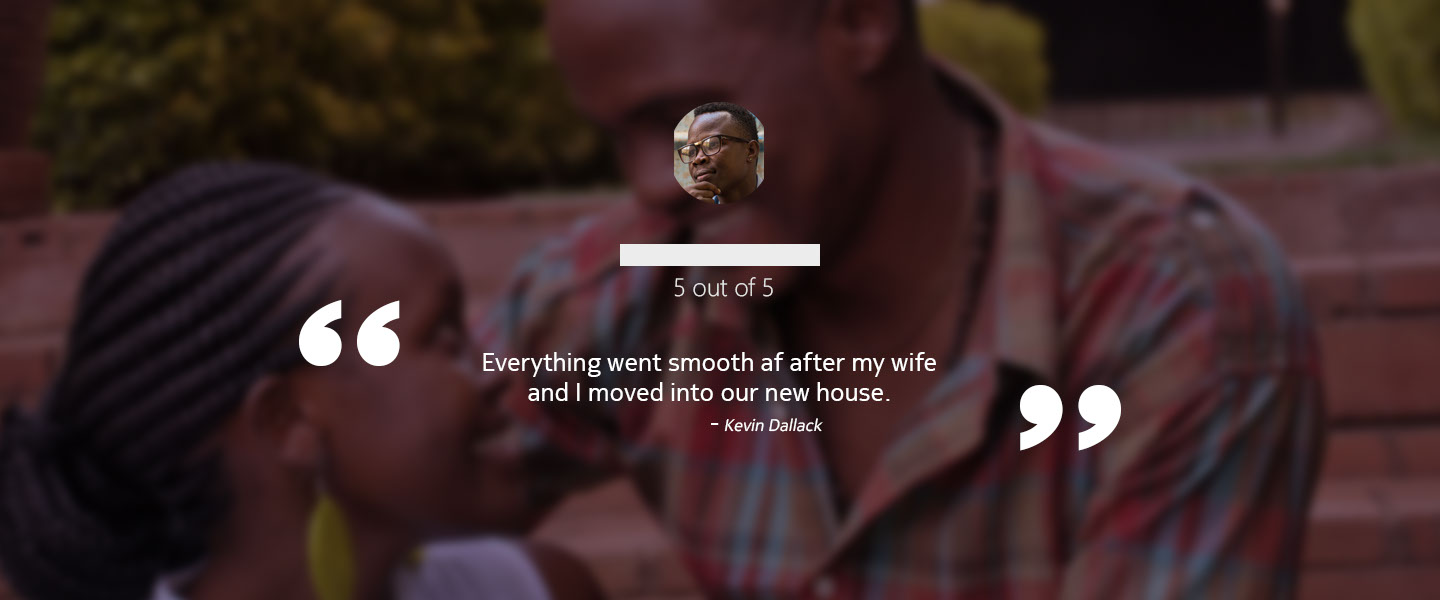 5 out of 5
“
Everything went smooth af after my wife
and I moved into our new house.
”
- Kevin Dallack